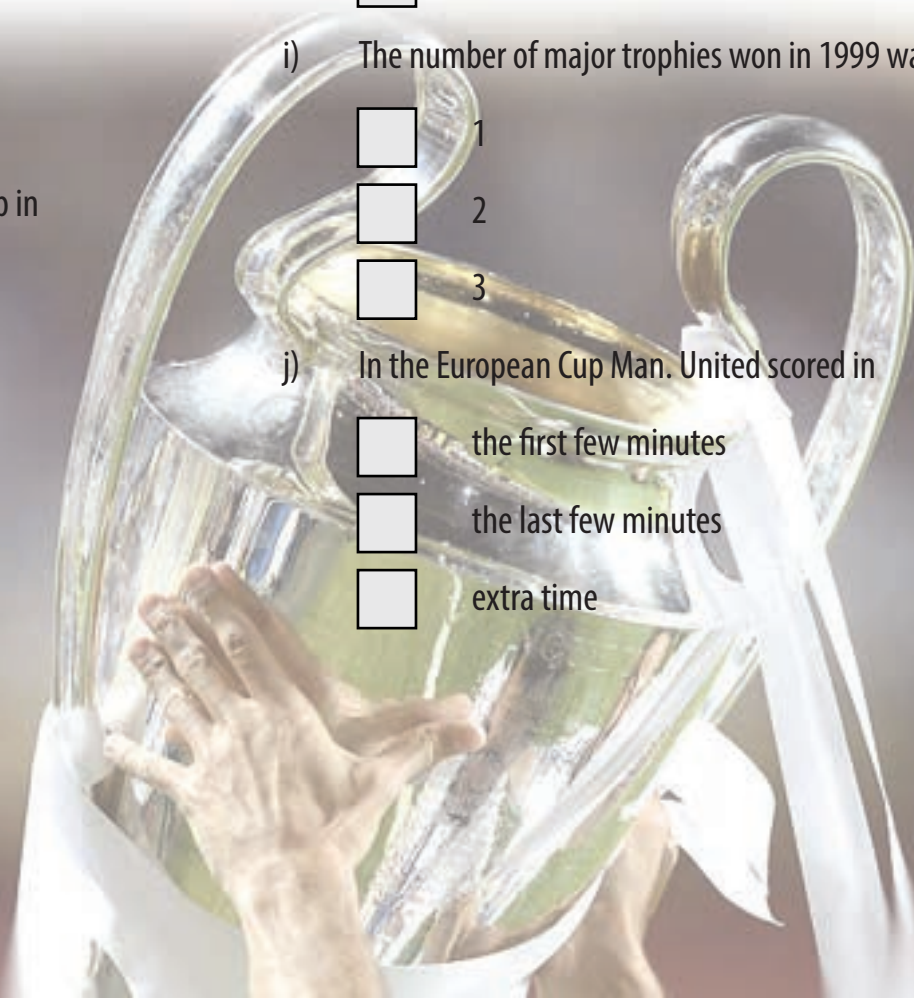 i) The number of major trophies won in 1999
1
2
in
3
j) In the European Cup Man. United scored in
the first few minutes
the last few minutes
extra time